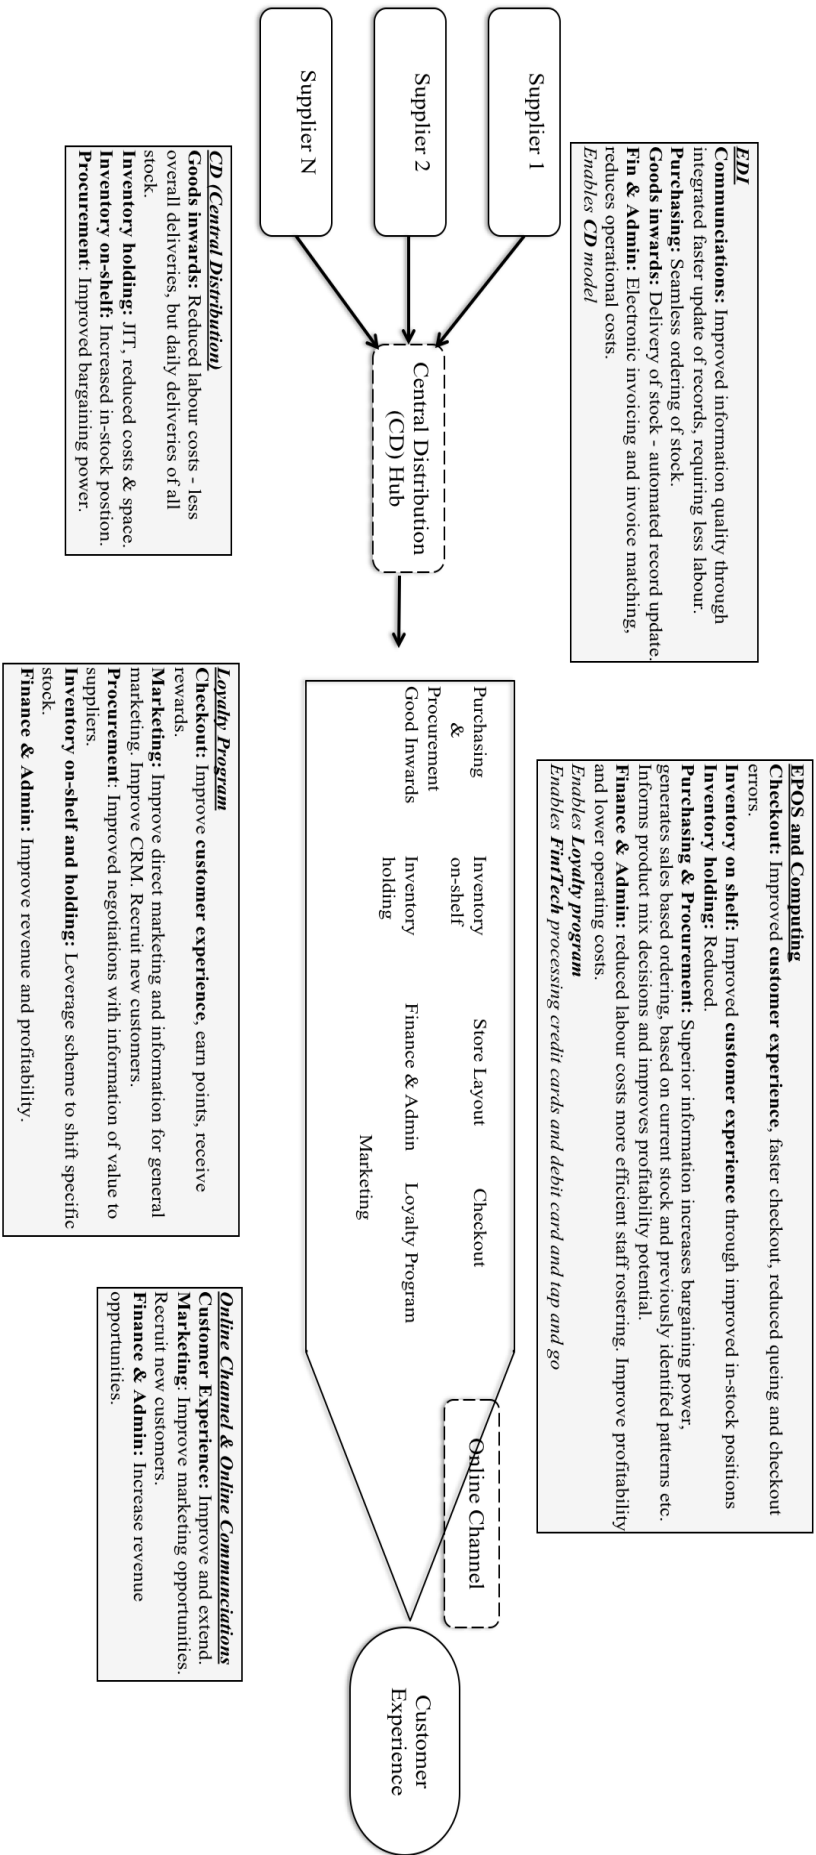 EDI
Communciations: Improved information quality through
integrated faster update of records, requiring less labour.
Purchasing: Seamless ordering of stock.
Goods inwards: Delivery of stock - automated record update.
Fin & Admin: Electronic invoicing and invoice matching,
reduces operational costs.
Enables CD model
EPOS and Computing
Checkout: Improved customer experience, faster checkout, reduced queing and checkout
errors.
Inventory on shelf: Improved customer experience through improved in-stock positions
Inventory holding: Reduced.
Purchasing & Procurement: Superior information increases bargaining power,
generates sales based ordering, based on current stock and previously identifed patterns etc.
Informs product mix decisions and improves profitability potential.
Finance & Admin: reduced labour costs more efficient staff rostering. Improve profitability
and lower operating costs.
Enables Loyalty program
Enables FintTech processing credit cards and debit card and tap and go
Supplier 1
Supplier 2
Supplier N
Central Distribution
(CD) Hub
Purchasing
&
Procurement
Good Inwards
Inventory
on-shelf
Inventory
holding
Store Layout
Finance & Admin
Marketing
Checkout
Loyalty Program
Online Channel
Customer
Experience
CD (Central Distribution)
Goods inwards: Reduced labour costs - less
overall deliveries, but daily deliveries of all
stock.
Inventory holding: JIT, reduced costs & space.
Inventory on-shelf: Increased in-stock postion.
Procurement: Improved bargaining power.
Loyalty Program
Checkout: Improve customer experience, earn points, receive
rewards.
Marketing: Improve direct marketing and information for general
marketing. Improve CRM. Recruit new customers.
Procurement: Improved negotiations with information of value to
suppliers.
Inventory on-shelf and holding: Leverage scheme to shift specific
stock.
Finance & Admin: Improve revenue and profitability.
Online Channel & Online Communciations
Customer Experience: Improve and extend.
Marketing: Improve marketing opportunities.
Recruit new customers.
Finance & Admin: Increase revenue
opportunities.